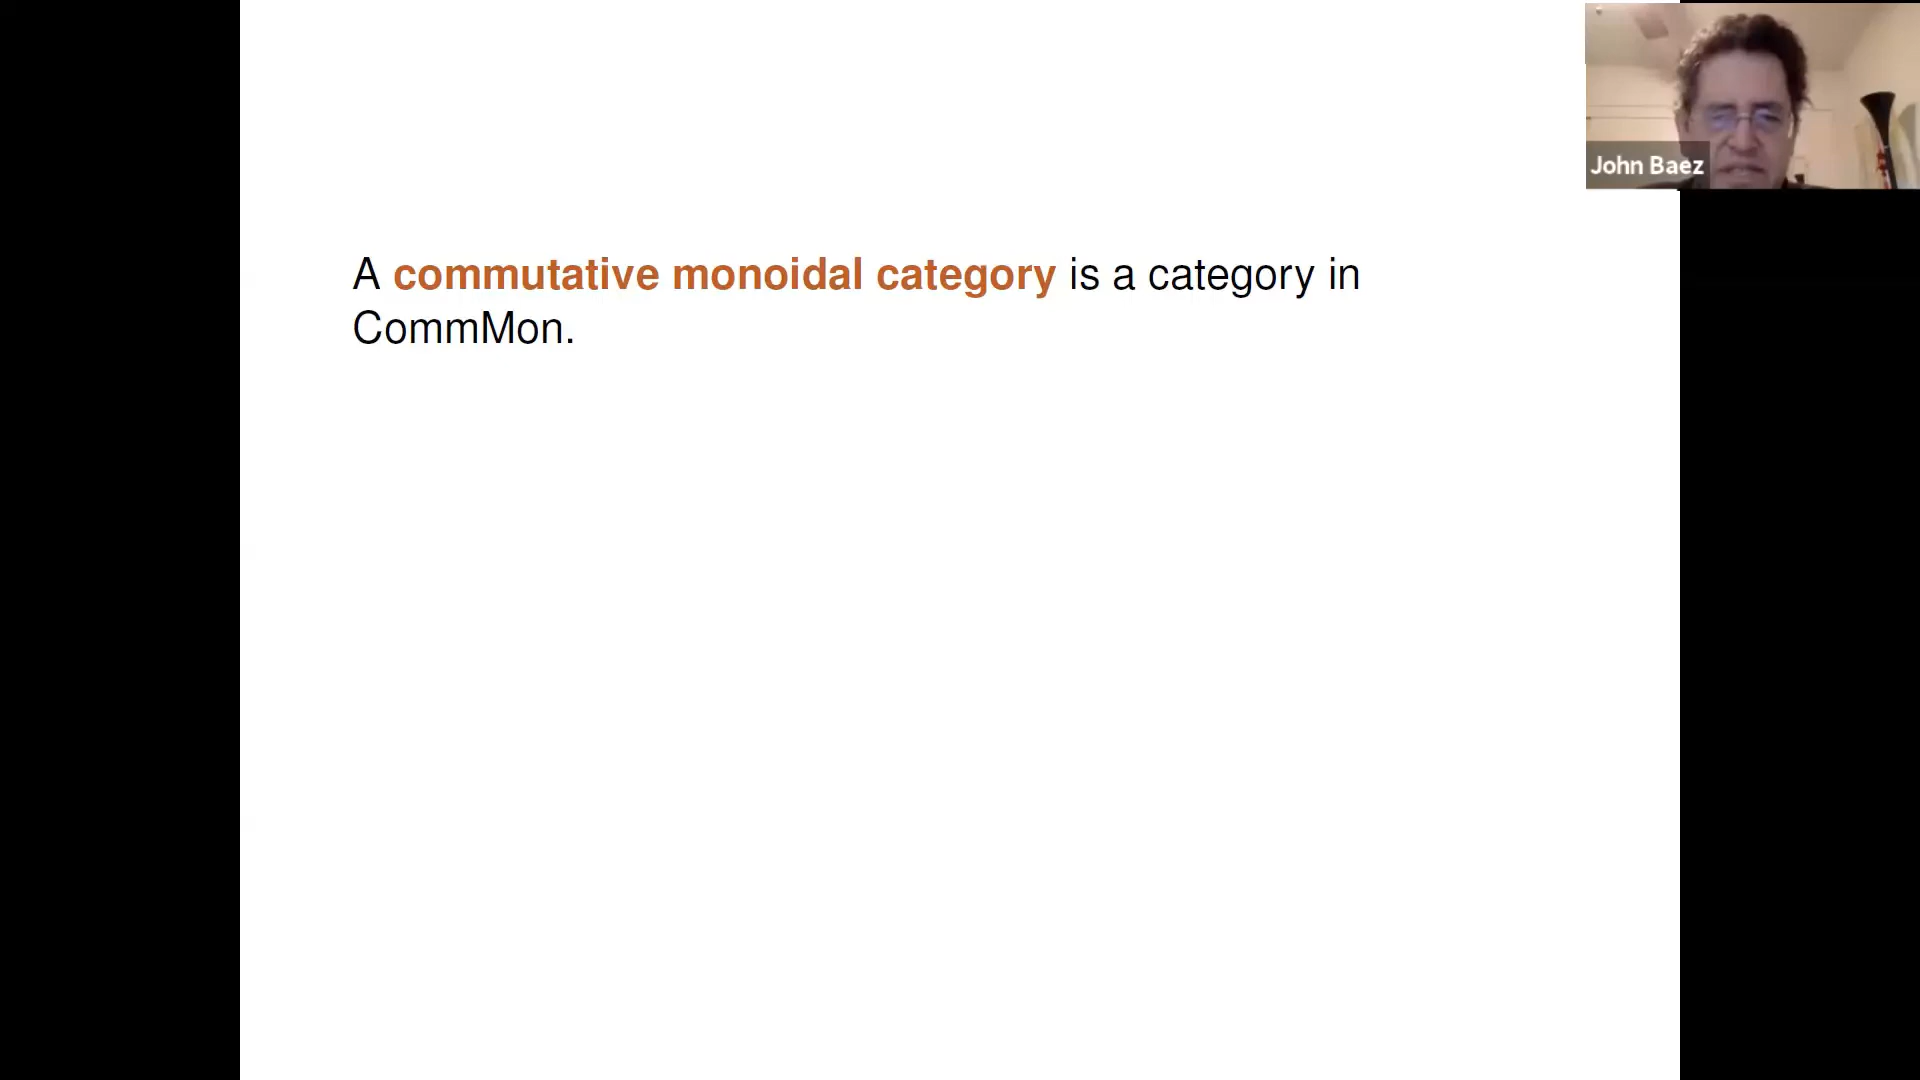 John Baez
A commutative monoidal category is a category in
CommMon.